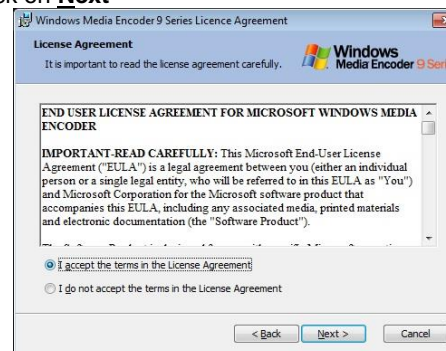 on Next
Windows Media Encoder 9 Series Licence Agreement
License Agreement
It is important to read the license agreement carefully.
Windows
Media Encoder 9 Seri
END USER LICENSE AGREEMENT FOR MICROSOFT WINDOWS MEDIA
ENCODER
IMPORTANT-READ CAREFULLY: This Microsoft End-User License
Agreement ("EULA") is a legal agreement between you (either an individual
person or a single legal entity, who will be referred to in this EULA as "You")
and Microsoft Corporation for the Microsoft software product that
accompanies this EULA, including any associated media, printed materials
and electronic documentation (the "Software Product").
I accept the terms in the License Agreement
I do not accept the terms in the License Agreement
< Back
Next >
Cancel